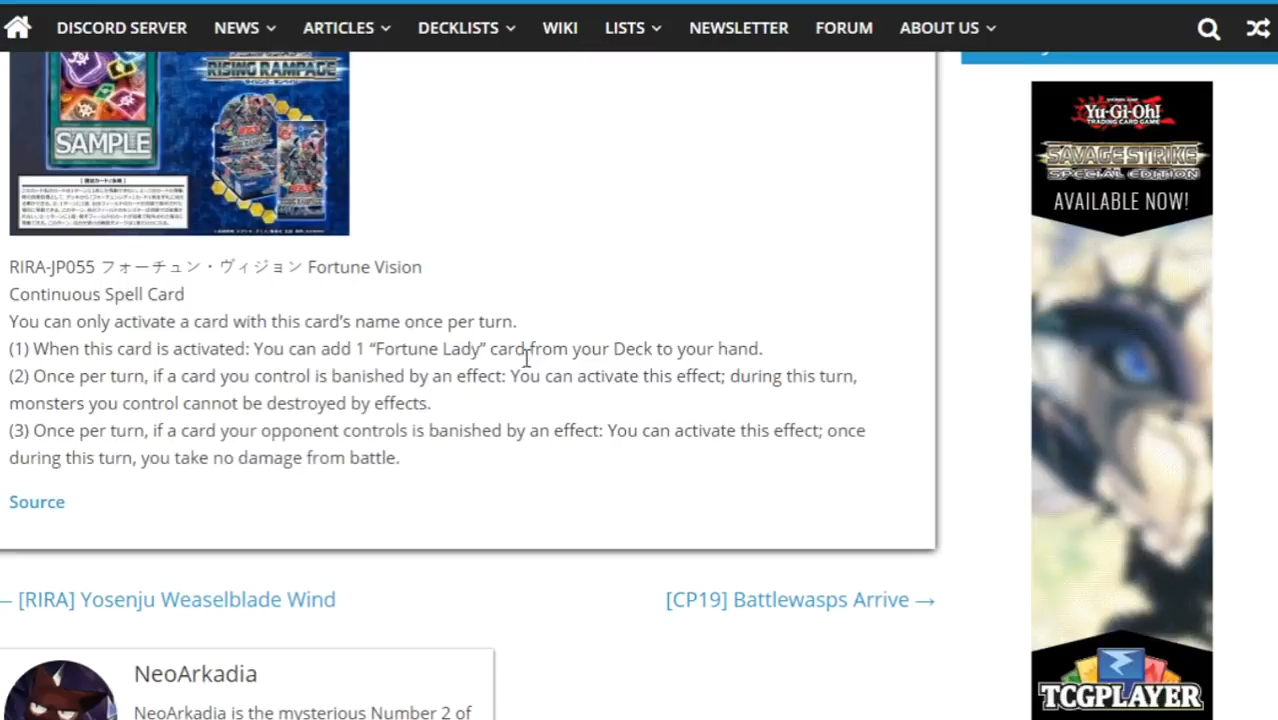 DISCORD SERVER NEWS ARTICLES DECKLISTS WIKI LISTS NEWSLETTER FORUM ABOUT US
RISING RAMPAGE
SAMPLE
RIRA-JP055 フォーチュン・ヴィジョン Fortune Vision
Continuous Spell Card
You can only activate a card with this card’s name once per turn.
(1) When this card is activated: You can add 1 “Fortune Lady” card from your Deck to your hand.
(2) Once per turn, if a card you control is banished by an effect: You can activate this effect; during this turn,
monsters you control cannot be destroyed by effects.
(3) Once per turn, if a card your opponent controls is banished by an effect: You can activate this effect; once
during this turn, you take no damage from battle.
Source
← [RIRA] Yosenju Weaselblade Wind
[CP19] Battlewasps Arrive →
NeoArkadia
NeoArkadia is the mysterious Number 2 of
Yu-Gi-Oh!
TRADING CARD GAME
SAVAGE STRIKE
SPECIAL EDITION
AVAILABLE NOW!
TCGPLAYER